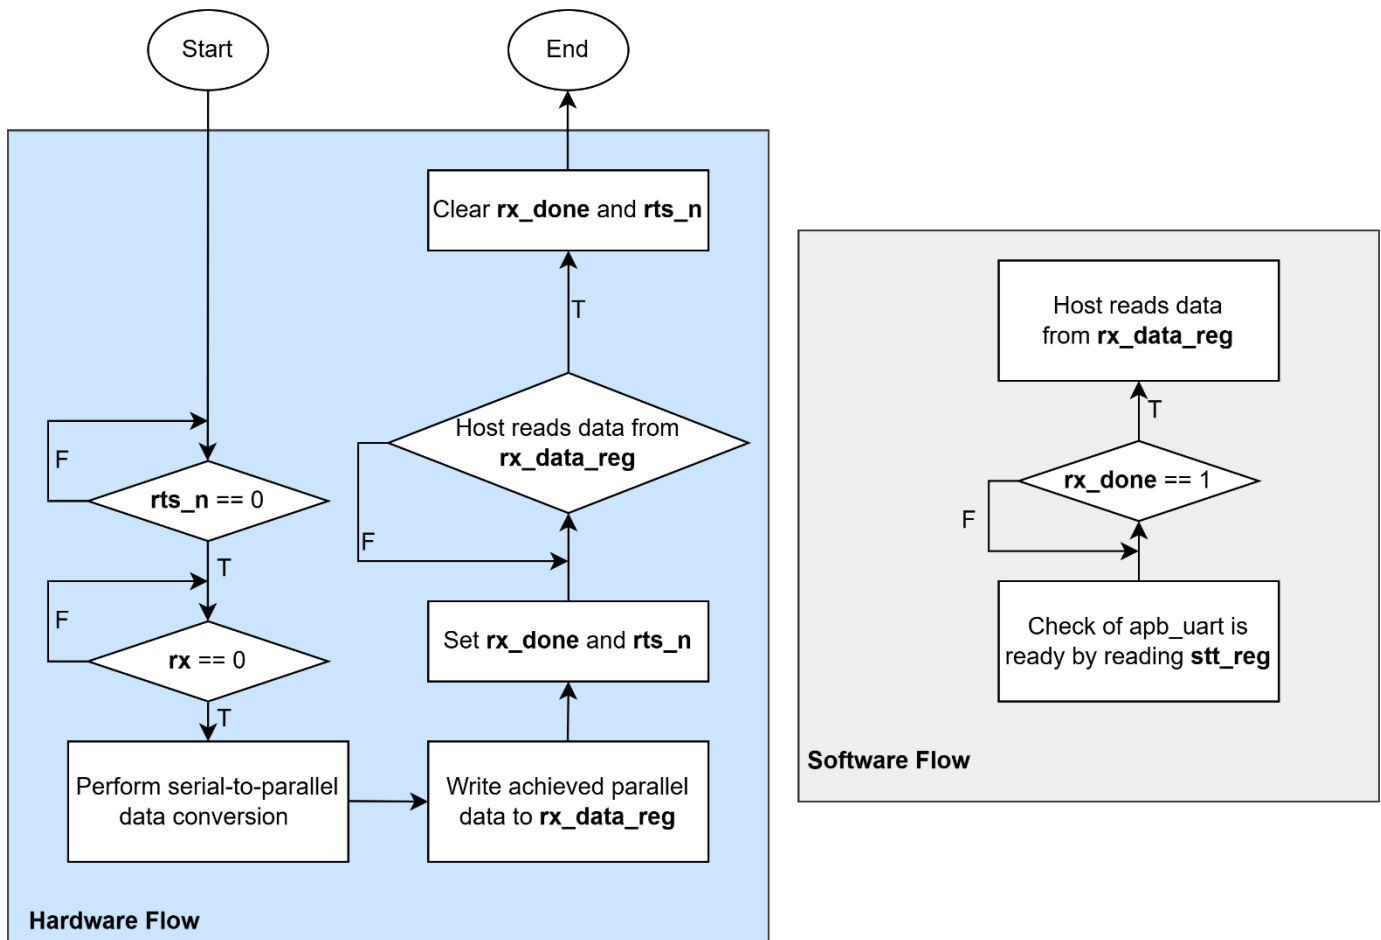 Start
End
Clear rx_done and rts_n
T
Host reads data from
rx_data_reg
F
F
rts_n == 0
T
F
rx == 0
T
Set rx_done and rts_n
Perform serial-to-parallel
data conversion
Write achieved parallel
data to rx_data_reg
Hardware Flow
Host reads data
from rx_data_reg
T
rx_done == 1
F
Check of apb_uart is
ready by reading stt_reg
Software Flow